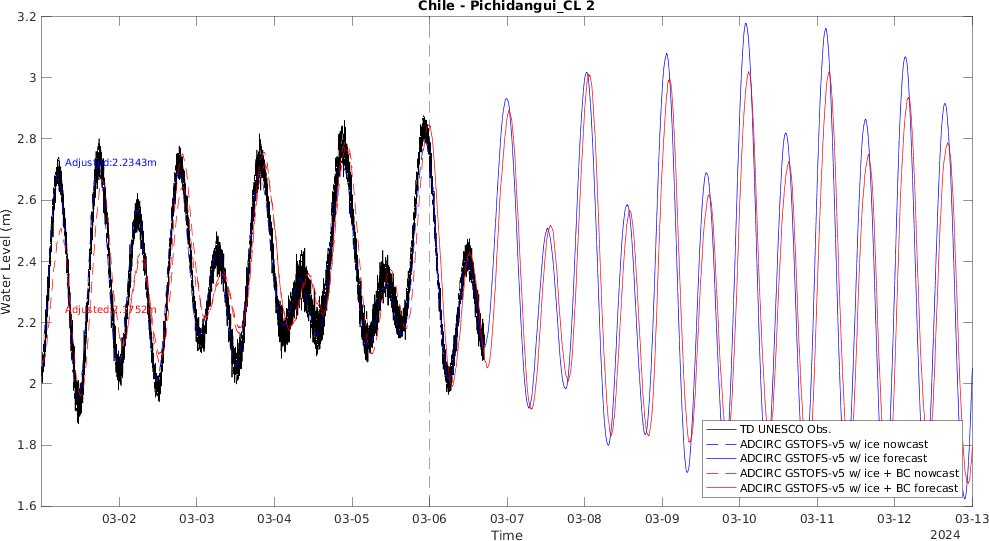 Chile - Pichidangui_CL 2
3.2
3
2.8
2.6
2.4
2.2
2
1.8
1.6
Water Level (m)
Adjusted:2.2343m
TD UNESCO Obs.
ADCIRC GSTOFS-v5 w/ ice nowcast
ADCIRC GSTOFS-v5 w/ ice forecast
ADCIRC GSTOFS-v5 w/ ice + BC nowcast
ADCIRC GSTOFS-v5 w/ ice + BC forecast
03-02 03-03 03-04 03-05 03-06 03-07 03-08 03-09 03-10 03-11 03-12 03-13
Time
2024